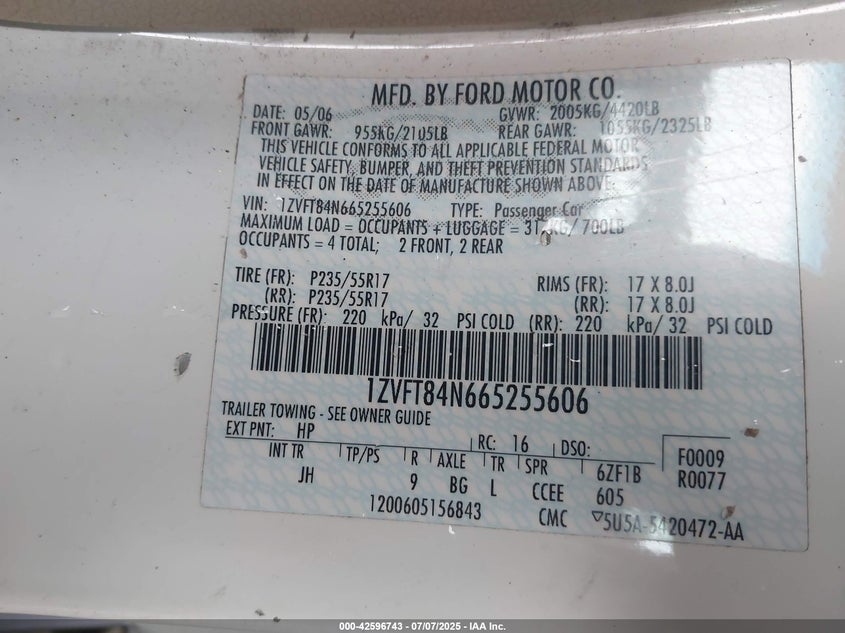 MFD. BY FORD MOTOR CO.
DATE: 05/06 GVWR: 2005KG/4420LB
FRONT GAWR: 955KG/2105LB REAR GAWR: 1055KG/2325LB
THIS VEHICLE CONFORMS TO ALL APPLICABLE FEDERAL MOTOR
VEHICLE SAFETY, BUMPER, AND THEFT PREVENTION STANDARDS
IN EFFECT ON THE DATE OF MANUFACTURE SHOWN ABOVE.
VIN: 1ZVFT84N665255606 TYPE: Passenger Car
MAXIMUM LOAD = OCCUPANTS + LUGGAGE = / 700LB
OCCUPANTS = 4 TOTAL; 2 FRONT, 2 REAR
TIRE (FR): P235/55R17 RIMS (FR): 17 X 8.0J
(RR): P235/55R17 (RR): 17 X 8.0J
PRESSURE (FR): 220 kPa/ 32 PSI COLD (RR): 220 kPa/ 32 PSI COLD
1ZVFT84N665255606
TRAILER TOWING - SEE OWNER GUIDE
EXT PNT: HP RC: 16 DSO: F0009
INT TR TP/PS R AXLE TR SPR 6ZF1B R0077
JH 9 BG L CCEE 605
1200605156843 CMC 5U5A-5420472-AA
000-42596743 - 07/07/2025 - IAA Inc.